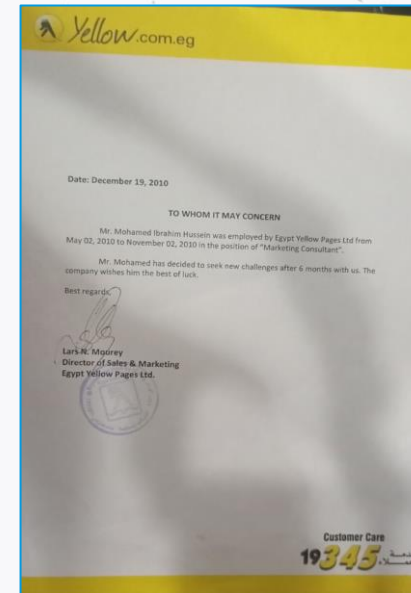 Yellow.com.eg
Date: December 19, 2010
TO WHOM IT MAY CONCERN
Mr. Mohamed Ibrahim Hussein was employed by Egypt Yellow Pages Ltd from
May 02, 2010 to November 02, 2010 in the position of "Marketing Consultant".
Mr. Mohamed has decided to seek new challenges after 6 months with us. The
company wishes him the best of luck.
Best regards,
Lars N. Mourey
Director of Sales & Marketing
Egypt Yellow Pages Ltd.
Customer Care
19345